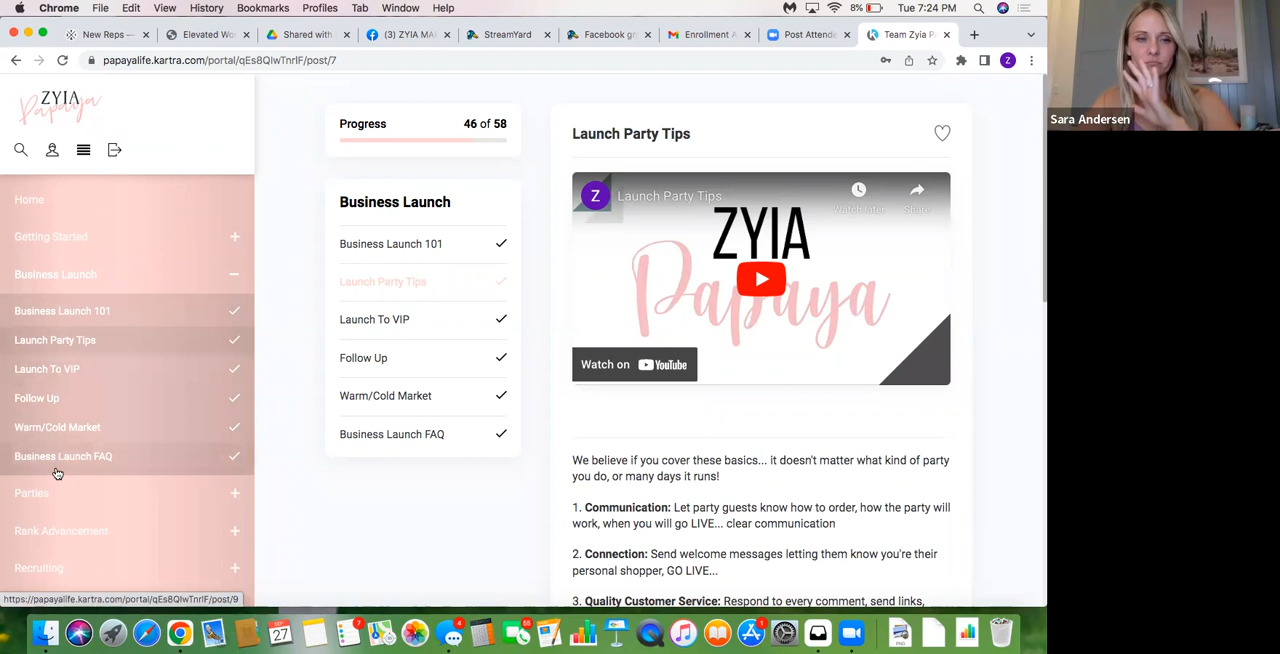 Chrome File Edit View History Bookmarks Profiles Tab Window Help
8% Tue 7:24 PM
New Reps — Elevated Wo Shared with (3) ZYIA MA StreamYard Facebook gr Enrollment A Post Attende Team Zyia Pa
papayalife.kartra.com/portal/qEs8QIwTnrIF/post/7
Z
ZYIA
Papaya
Home
Getting Started
Business Launch
Business Launch 101
Launch Party Tips
Launch To VIP
Follow Up
Warm/Cold Market
Business Launch FAQ
Parties
Rank Advancement
Recruiting
https://papayalife.kartra.com/portal/qEs8QIwTnrIF/post/9
Progress 46 of 58
Business Launch
Business Launch 101
Launch Party Tips
Launch To VIP
Follow Up
Warm/Cold Market
Business Launch FAQ
Launch Party Tips
Z Launch Party Tips
Watch later Share
ZYIA
Papaya
Watch on YouTube
We believe if you cover these basics... it doesn't matter what kind of party
you do, or many days it runs!
1. Communication: Let party guests know how to order, how the party will
work, when you will go LIVE... clear communication
2. Connection: Send welcome messages letting them know you're their
personal shopper, GO LIVE...
3. Quality Customer Service: Respond to every comment, send links,
Sara Andersen
SEP
27
7
4
56
1